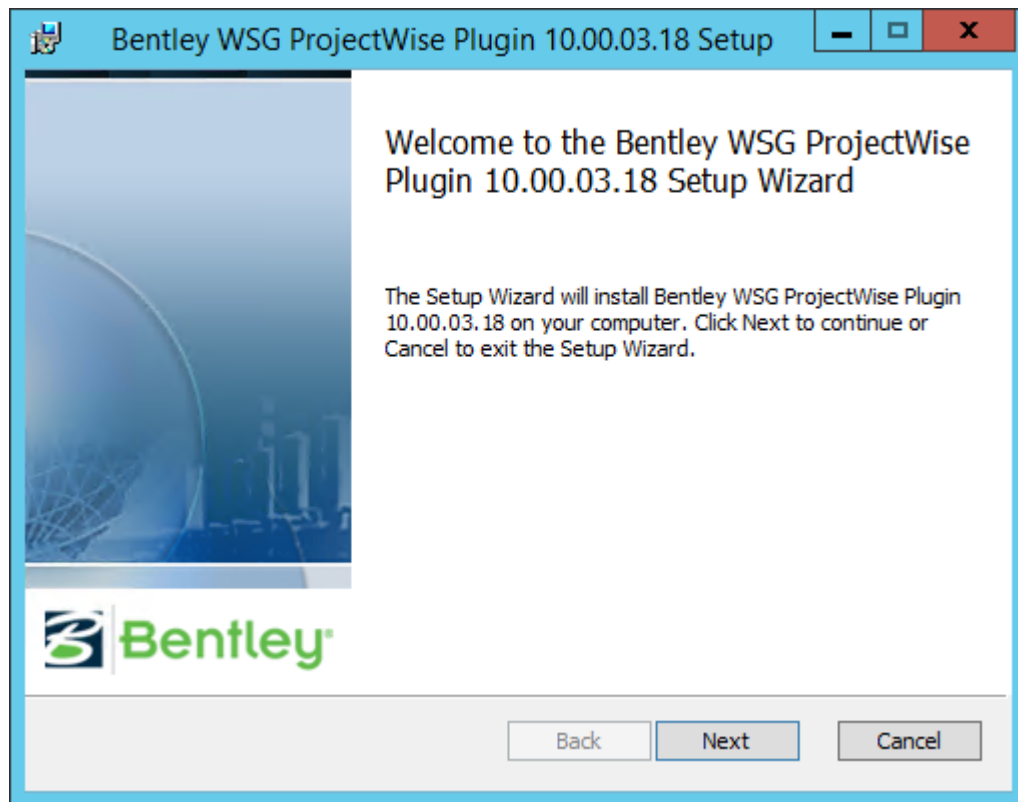 Bentley WSG ProjectWise Plugin 10.00.03.18 Setup
Welcome to the Bentley WSG ProjectWise
Plugin 10.00.03.18 Setup Wizard
The Setup Wizard will install Bentley WSG ProjectWise Plugin
10.00.03.18 on your computer. Click Next to continue or
Cancel to exit the Setup Wizard.
Bentley®
Back Next Cancel